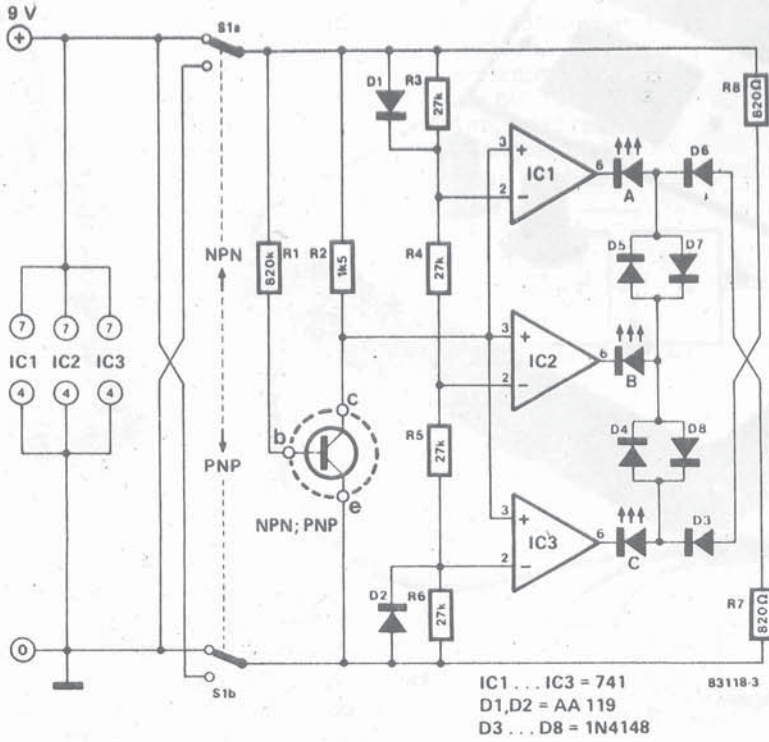 9 V
+
S1a
D1
R3
27k
R8
820Ω
3
+
IC1
2
−
6
A
D6
NPN
R1
820k
R2
1k5
R4
27k
D5
D7
7
7
7
IC1
IC2
IC3
4
4
4
3
+
IC2
2
−
6
B
PNP
c
b
e
R5
27k
D4
D8
NPN; PNP
3
+
IC3
2
−
6
C
D3
D2
R6
27k
R7
820Ω
0
S1b
IC1 . . . IC3 = 741
83118-3
D1,D2 = AA 119
D3 . . . D8 = 1N4148